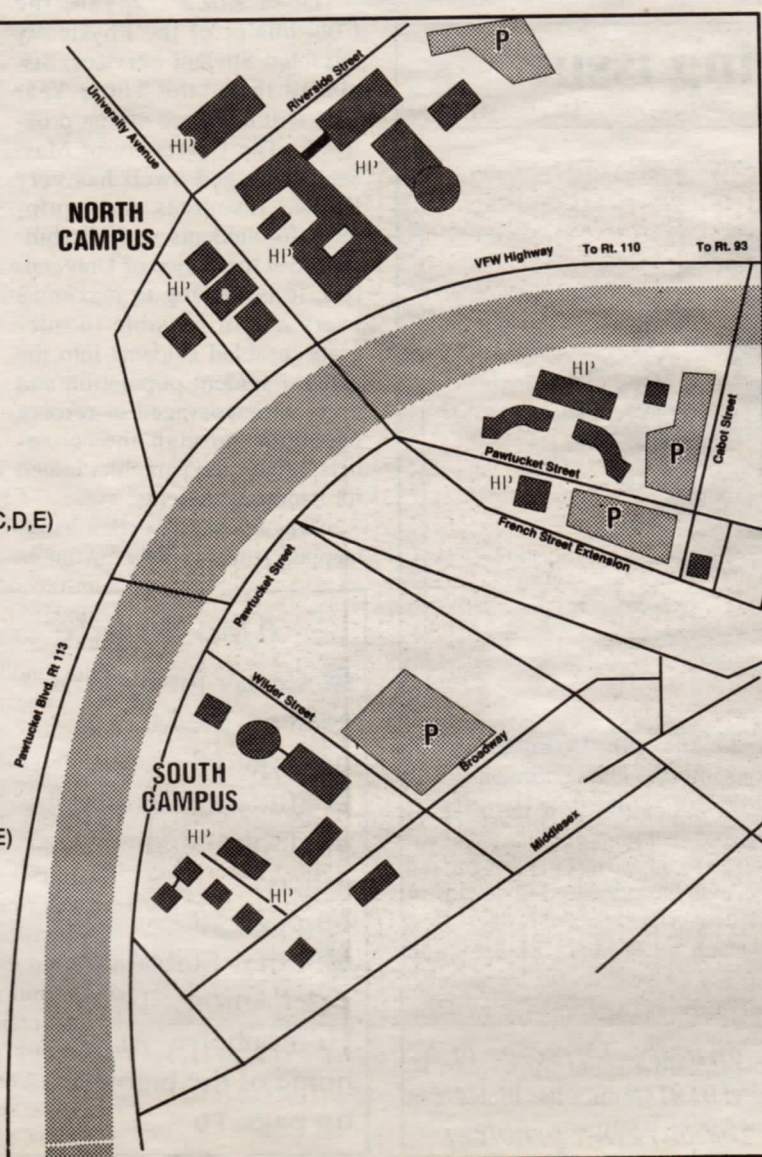 ing issu
P
University Avenue
Riverside Street
HP
HP
NORTH
CAMPUS
HP
HP
VFW Highway
To Rt. 110
To Rt. 93
HP
Cabot Street
P
Pawtucket Street
HP
P
French Street Extension
C,D,E)
Pawtucket Street
Pawtucket Blvd. Rt 113
Wilder Street
P
Broadway
SOUTH
CAMPUS
Middlesex
E)
HP
HP